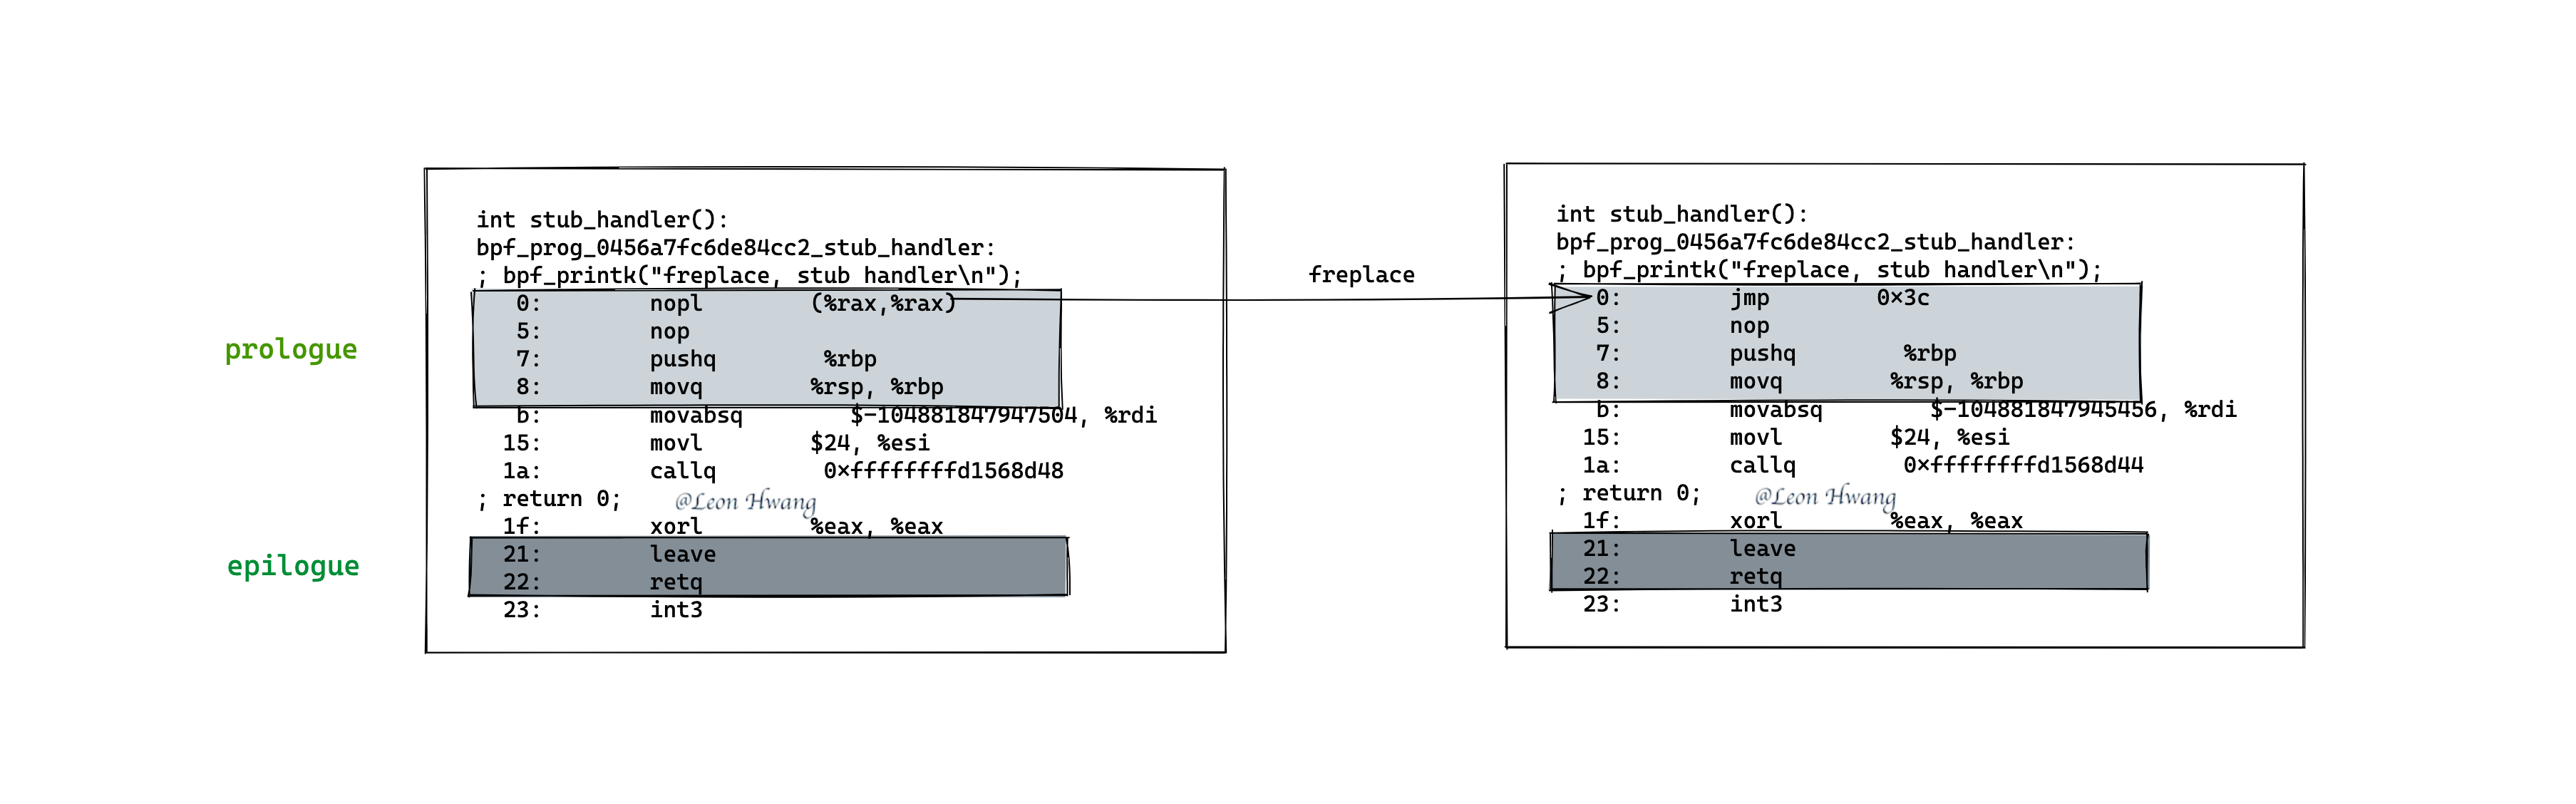 int stub_handler():
bpf_prog_0456a7fc6de84cc2_stub_handler:
; bpf_printk("freplace, stub handler\n");
0: nopl (%rax,%rax)
5: nop
7: pushq %rbp
8: movq %rsp, %rbp
b: movabsq $-104881847947504, %rdi
15: movl $24, %esi
1a: callq 0xffffffffd1568d48
; return 0; @Leon Hwang
1f: xorl %eax, %eax
21: leave
22: retq
23: int3
prologue
epilogue
freplace
int stub_handler():
bpf_prog_0456a7fc6de84cc2_stub_handler:
; bpf_printk("freplace, stub handler\n");
0: jmp 0x3c
5: nop
7: pushq %rbp
8: movq %rsp, %rbp
b: movabsq $-104881847945456, %rdi
15: movl $24, %esi
1a: callq 0xffffffffd1568d44
; return 0; @Leon Hwang
1f: xorl %eax, %eax
21: leave
22: retq
23: int3